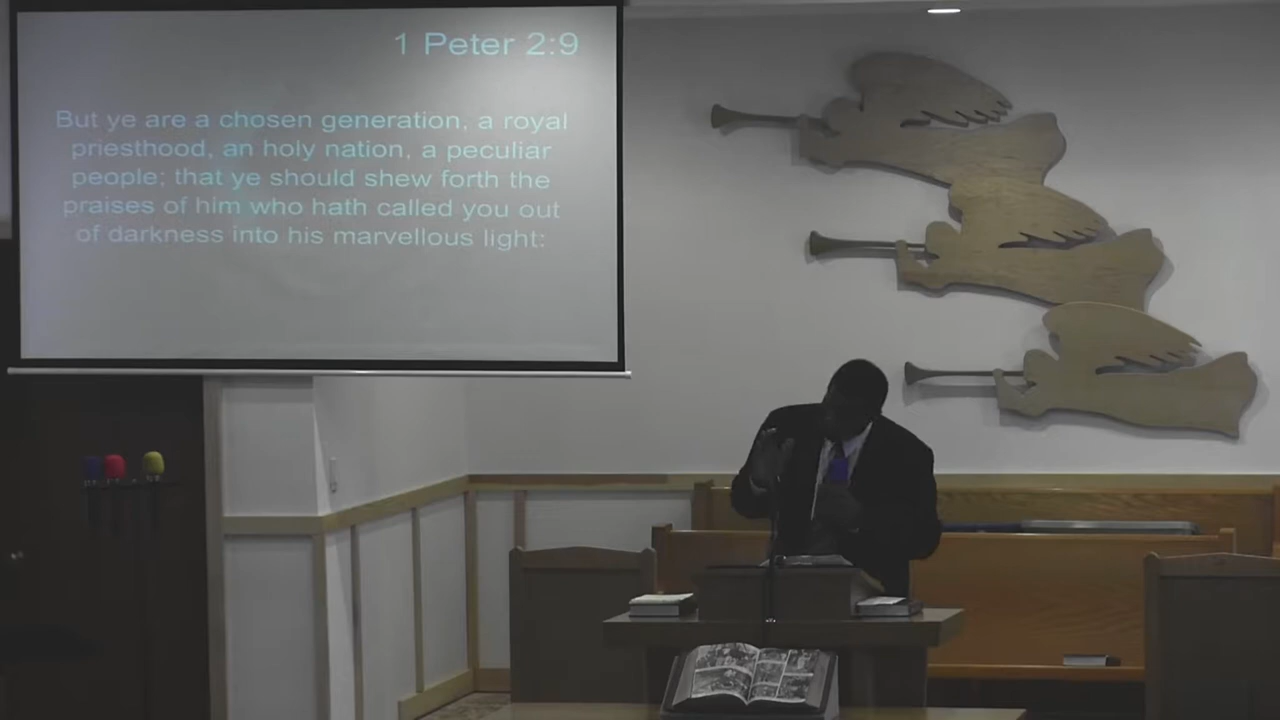 1 Peter 2:9
But ye are a chosen generation, a royal
priesthood, an holy nation, a peculiar
people; that ye should shew forth the
praises of him who hath called you out
of darkness into his marvellous light: